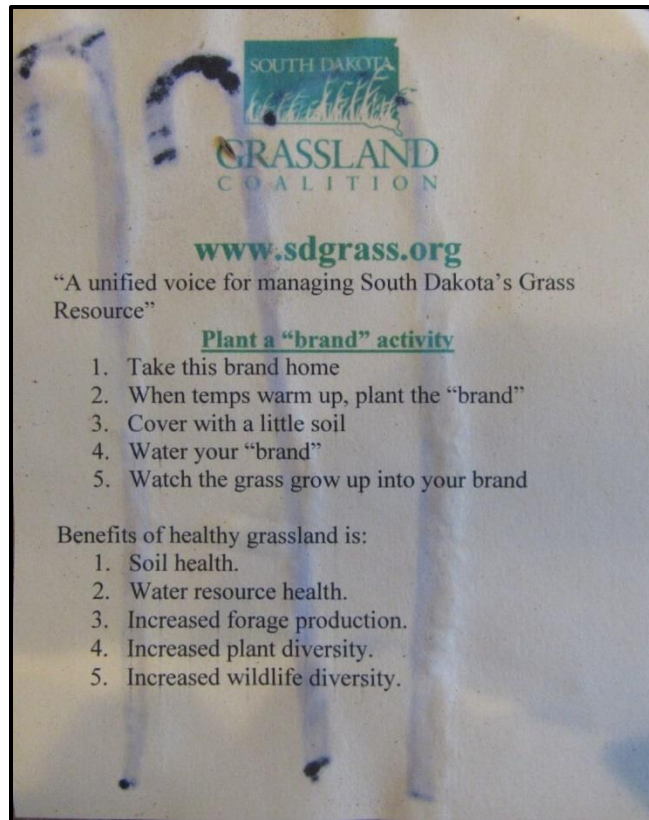 SOUTH DAKOTA
GRASSLAND
COALITION
www.sdgrass.org
“A unified voice for managing South Dakota’s Grass
Resource”
Plant a “brand” activity
1. Take this brand home
2. When temps warm up, plant the “brand”
3. Cover with a little soil
4. Water your “brand”
5. Watch the grass grow up into your brand
Benefits of healthy grassland is:
1. Soil health.
2. Water resource health.
3. Increased forage production.
4. Increased plant diversity.
5. Increased wildlife diversity.